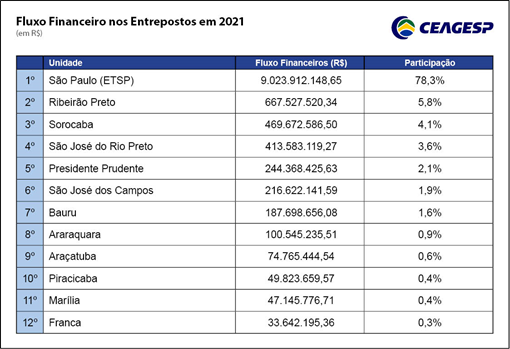 Fluxo Financeiro nos Entrepostos em 2021
(em R$)
CEAGESP
Unidade Fluxo Financeiros (R$) Participação
1º São Paulo (ETSP) 9.023.912.148,65 78,3%
2º Ribeirão Preto 667.527.520,34 5,8%
3º Sorocaba 469.672.586,50 4,1%
4º São José do Rio Preto 413.583.119,27 3,6%
5º Presidente Prudente 244.368.425,63 2,1%
6º São José dos Campos 216.622.141,59 1,9%
7º Bauru 187.698.656,08 1,6%
8º Araraquara 100.545.235,51 0,9%
9º Araçatuba 74.765.444,54 0,6%
10º Piracicaba 49.823.659,57 0,4%
11º Marília 47.145.776,71 0,4%
12º Franca 33.642.195,36 0,3%